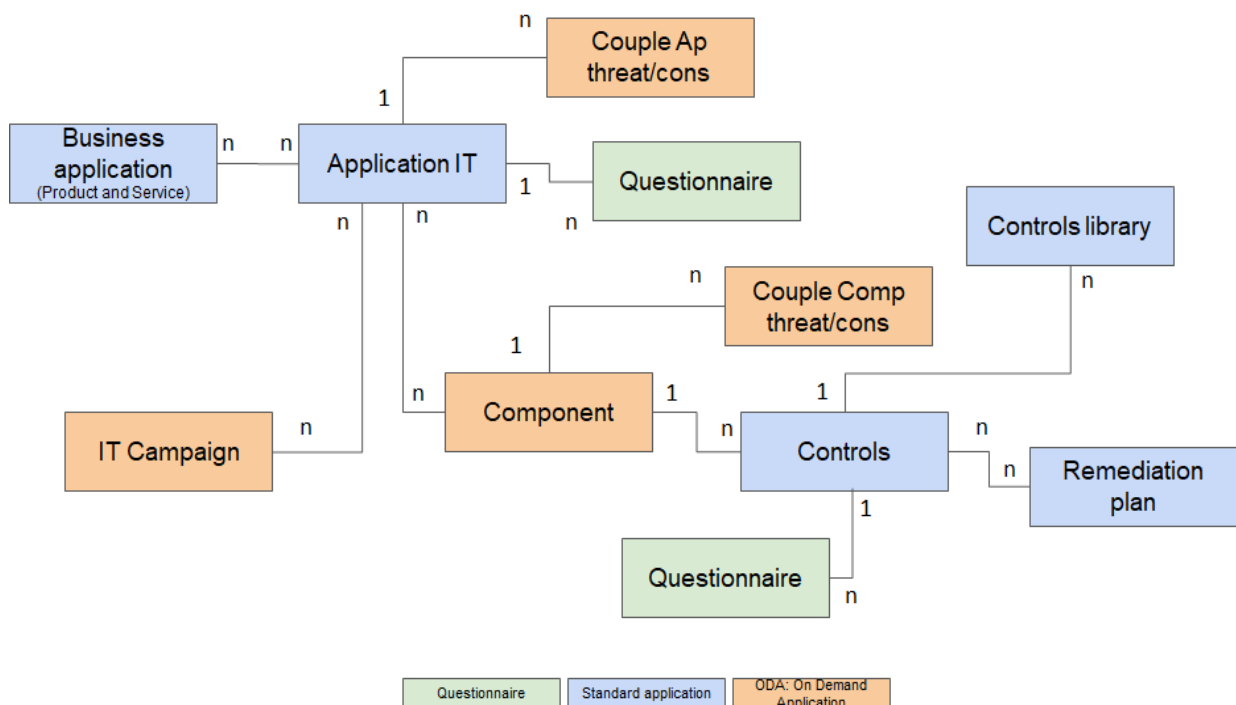 n
Couple Ap
threat/cons
1
Business
application
(Product and Service)
n
n
Application IT
1
Questionnaire
n
n
n
Controls library
n
n
Couple Comp
threat/cons
1
n
Component
1
1
IT Campaign
n
n
Controls
n
n
Remediation
plan
1
Questionnaire
n
Questionnaire
Standard application
ODA: On Demand
Application